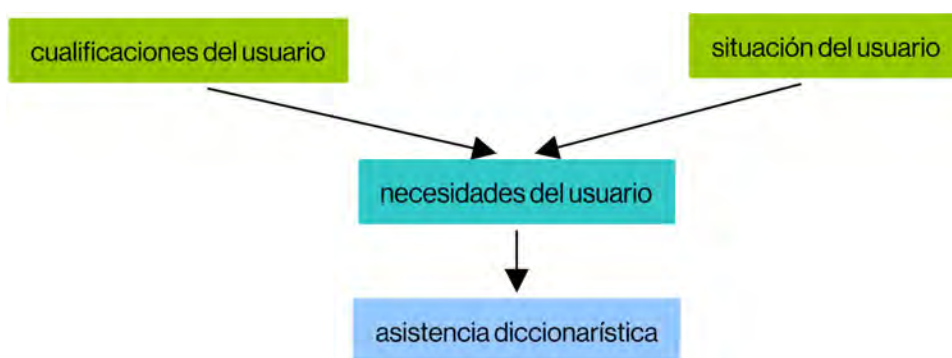 cualificaciones del usuario
situación del usuario
necesidades del usuario
asistencia diccionarística